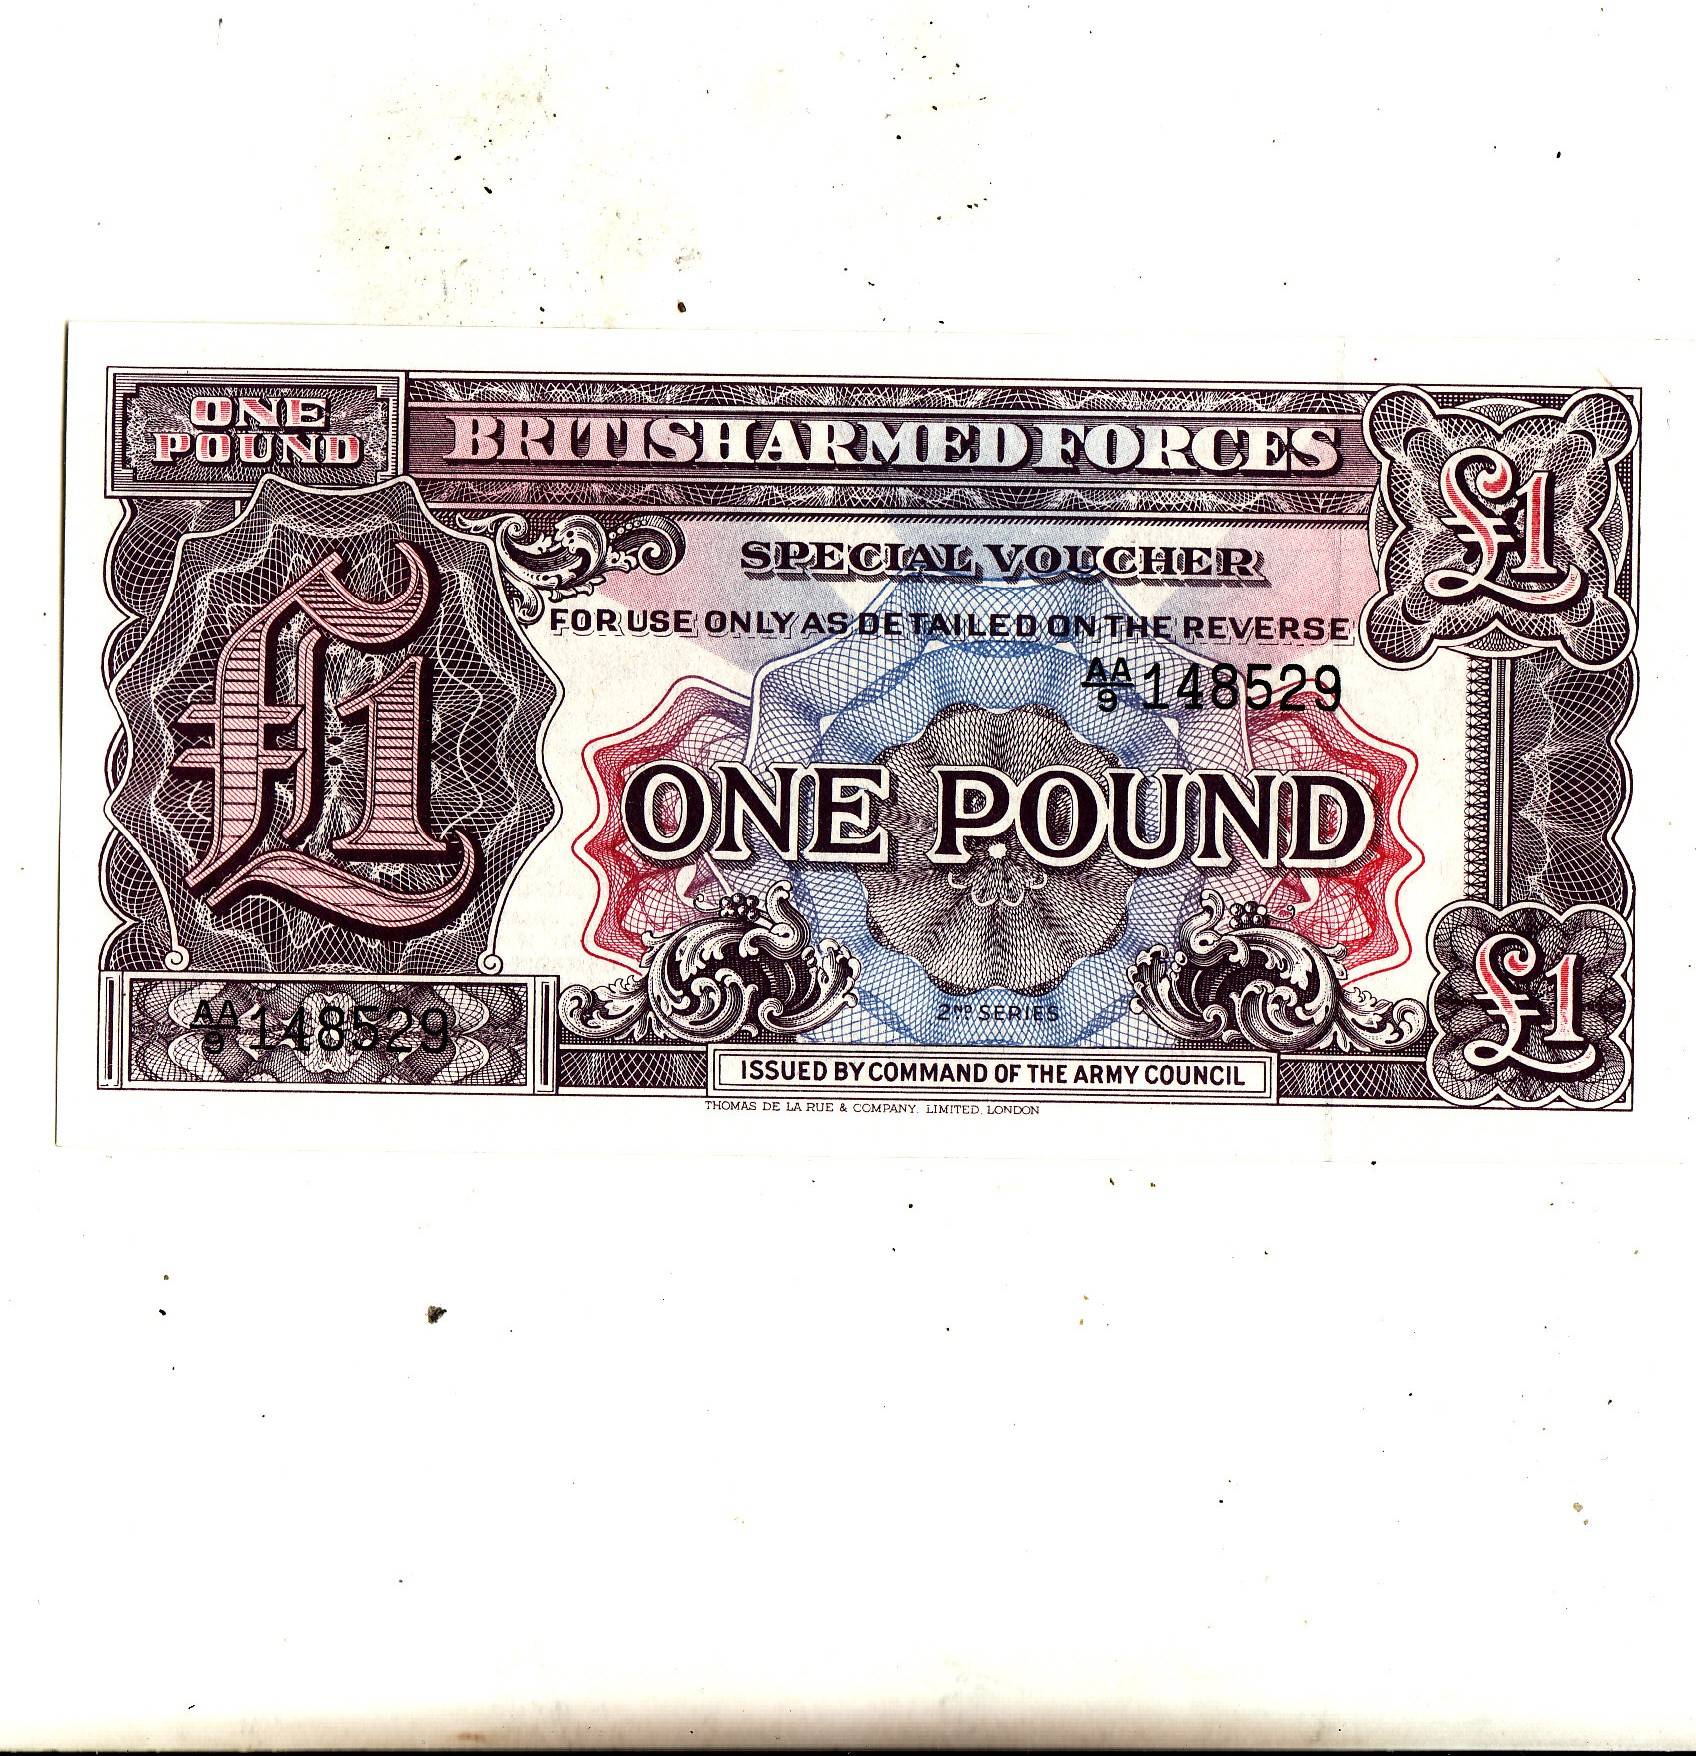 ONE
POUND
BRITISH ARMED FORCES
£1
SPECIAL VOUCHER
FOR USE ONLY AS DETAILED ON THE REVERSE
AA/9 148529
£1
ONE POUND
£1
AA/9 148529
2ND SERIES
ISSUED BY COMMAND OF THE ARMY COUNCIL
THOMAS DE LA RUE & COMPANY, LIMITED, LONDON